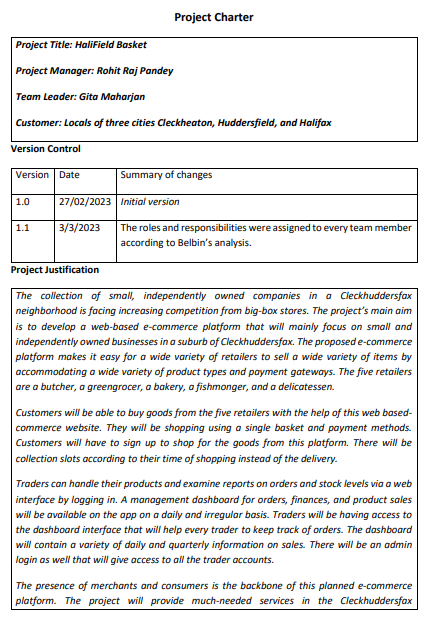 Project Charter
Project Title: HaliField Basket
Project Manager: Rohit Raj Pandey
Team Leader: Gita Maharjan
Customer: Locals of three cities Cleckheaton, Huddersfield, and Halifax
Version Control
Version Date Summary of changes
1.0 27/02/2023 Initial version
1.1 3/3/2023 The roles and responsibilities were assigned to every team member
according to Belbin's analysis.
Project Justification
The collection of small, independently owned companies in a Cleckhuddersfax
neighborhood is facing increasing competition from big-box stores. The project's main aim
is to develop a web-based e-commerce platform that will mainly focus on small and
independently owned businesses in a suburb of Cleckhuddersfax. The proposed e-commerce
platform makes it easy for a wide variety of retailers to sell a wide variety of items by
accommodating a wide variety of product types and payment gateways. The five retailers
are a butcher, a greengrocer, a bakery, a fishmonger, and a delicatessen.
Customers will be able to buy goods from the five retailers with the help of this web based-
commerce website. They will be shopping using a single basket and payment methods.
Customers will have to sign up to shop for the goods from this platform. There will be
collection slots according to their time of shopping instead of the delivery.
Traders can handle their products and examine reports on orders and stock levels via a web
interface by logging in. A management dashboard for orders, finances, and product sales
will be available on the app on a daily and irregular basis. Traders will be having access to
the dashboard interface that will help every trader to keep track of orders. The dashboard
will contain a variety of daily and quarterly information on sales. There will be an admin
login as well that will give access to all the trader accounts.
The presence of merchants and consumers is the backbone of this planned e-commerce
platform. The project will provide much-needed services in the Cleckhuddersfax